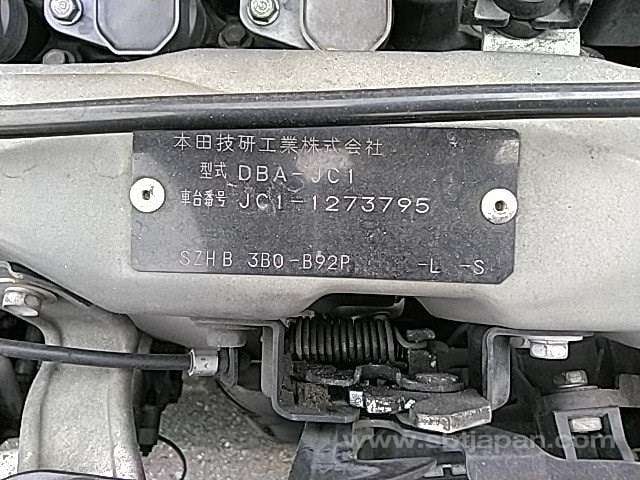 本田技研工業株式会社
型式 DBA-JC1
車台番号 JC1-1273795
SZHB 3B0-B92P -L -S
www.sbtjapan.com